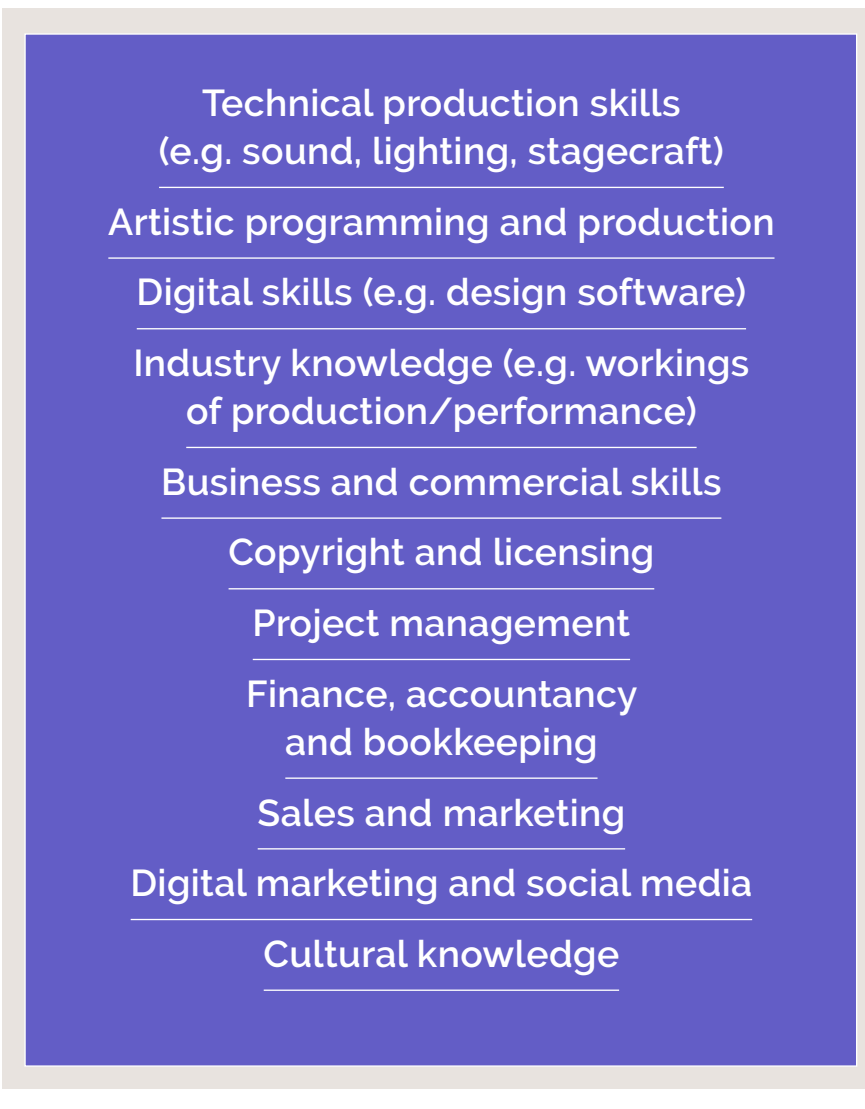 Technical production skills
(e.g. sound, lighting, stagecraft)
Artistic programming and production
Digital skills (e.g. design software)
Industry knowledge (e.g. workings
of production/performance)
Business and commercial skills
Copyright and licensing
Project management
Finance, accountancy
and bookkeeping
Sales and marketing
Digital marketing and social media
Cultural knowledge